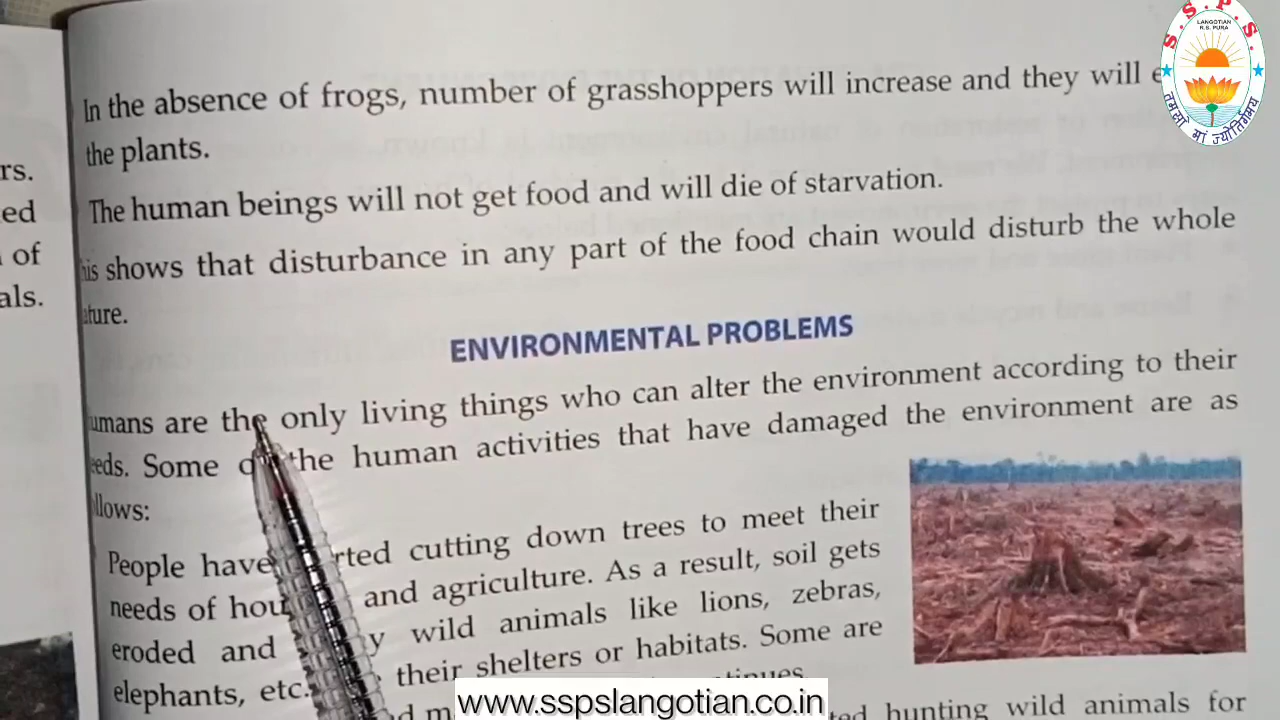 In the absence of frogs, number of grasshoppers will increase and they will
the plants.
The human beings will not get food and will die of starvation.
his shows that disturbance in any part of the food chain would disturb the whole
ature.
ENVIRONMENTAL PROBLEMS
umans are the only living things who can alter the environment according to their
eeds. Some of the human activities that have damaged the environment are as
llows:
People have rted cutting down trees to meet their
needs of hou and agriculture. As a result, soil gets
eroded and y wild animals like lions, zebras,
elephants, etc. their shelters or habitats. Some are
hunting wild animals for
rs.
ed
of
als.
S.S.P.S.
LANGOTIAN
R.S. PURA
तमसो मां ज्योतिर्गमय
www.sspslangotian.co.in